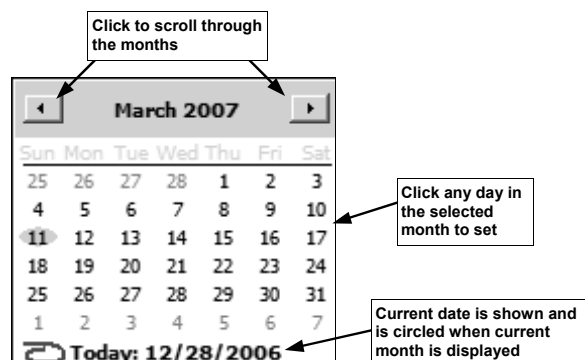 Click to scroll through
the months
March 2007
Sun Mon Tue Wed Thu Fri Sat
25 26 27 28 1 2 3
4 5 6 7 8 9 10
11 12 13 14 15 16 17
18 19 20 21 22 23 24
25 26 27 28 29 30 31
1 2 3 4 5 6 7
Today: 12/28/2006
Click any day in
the selected
month to set
Current date is shown and
is circled when current
month is displayed